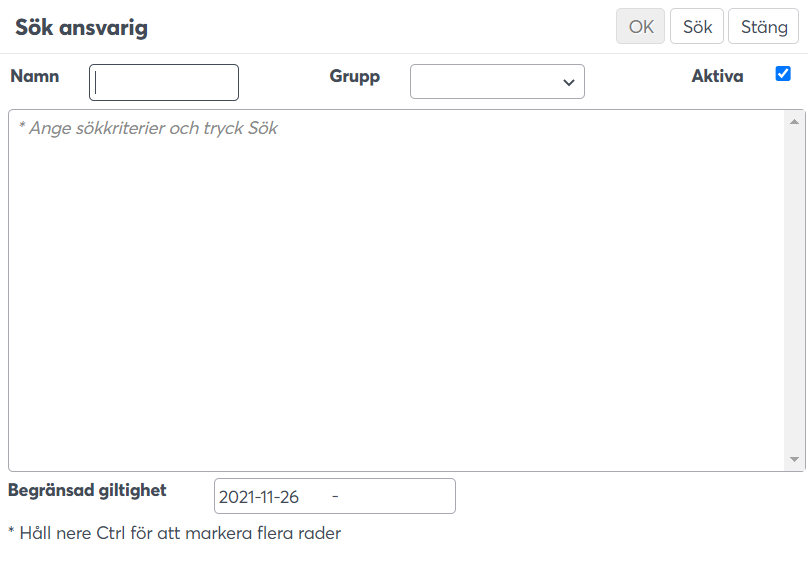 Sök ansvarig OK Sök Stäng
Namn Grupp Aktiva
* Ange sökkriterier och tryck Sök
Begränsad giltighet 2021-11-26 -
* Håll nere Ctrl för att markera flera rader